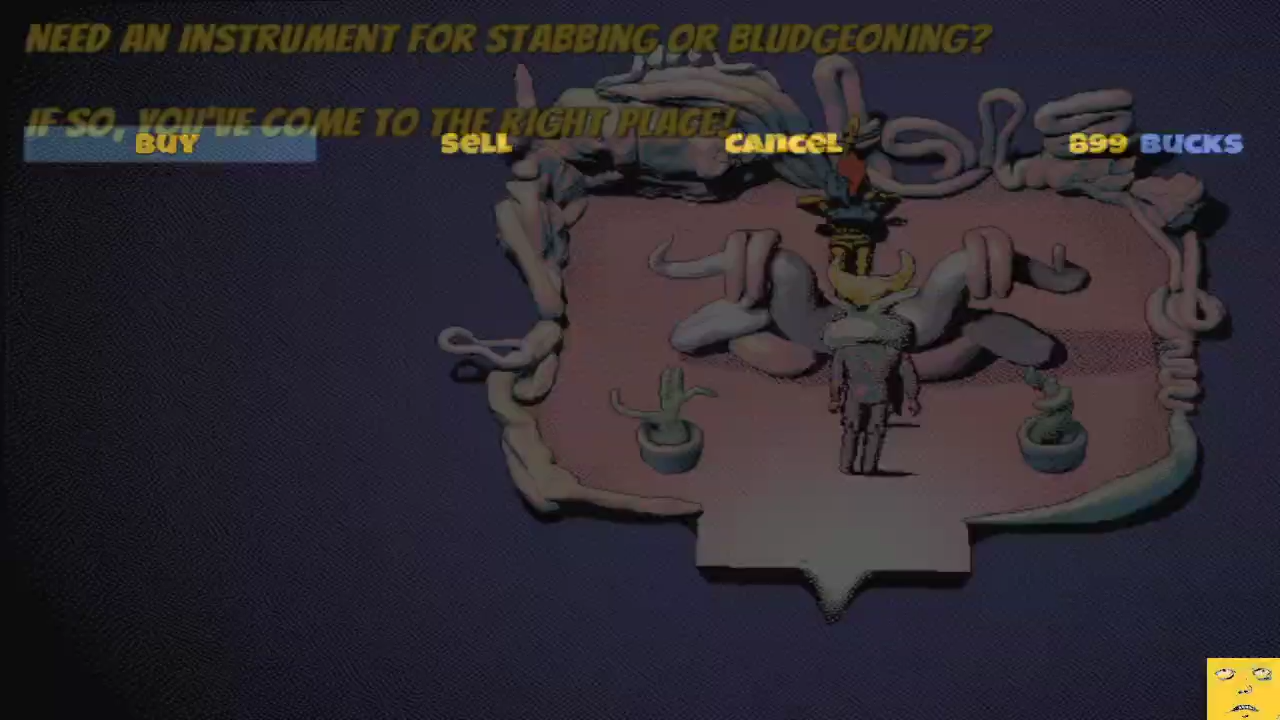 NEED AN INSTRUMENT FOR STABBING OR BLUDGEONING?
IF SO, YOU'VE COME TO THE RIGHT PLACE!
BUY SELL CANCEL 899 BUCKS